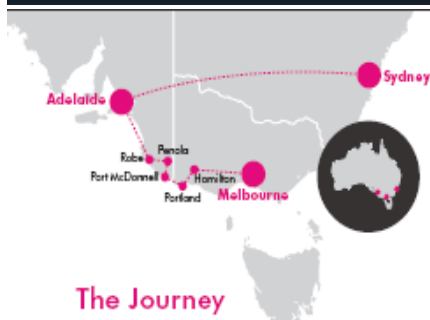 Sydney
Adelaide
Robe
Penola
Port McDonnell
Hamilton
Portland
Melbourne
The Journey